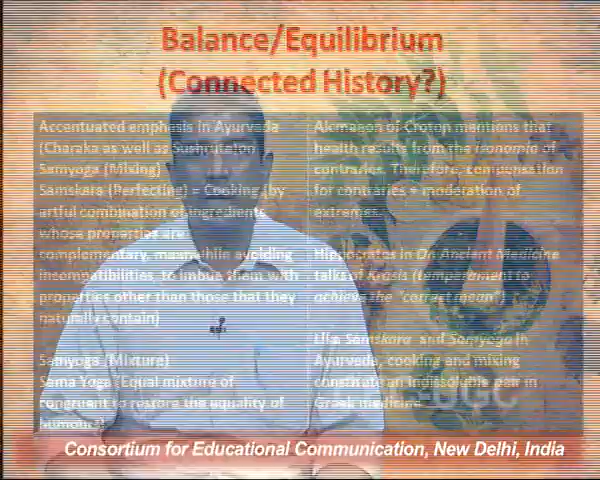 Balance/Equilibrium
(Connected History?)
Accentuated emphasis in Ayurveda
(Charaka as well as Sushruta too)
Samyoga (Mixing)
Samskara (Perfecting) = Cooking (by
artful combination of ingredients
whose properties are
complementary, meanwhile avoiding
incompatibilities, to imbue them with
properties other than those that they
naturally contain)
Samyoga (Mixture)
Sama Yoga (Equal mixture of
congruent to restore the equality of
humours)
Alcmaeon of Croton mentions that
health results from the isonomia of
contraries. Therefore, compensation
for contraries + moderation of
extremes.
Hippocrates in On Ancient Medicine
talks of Krasis (temperament to
achieve the 'correct mean')
Like Samskara and Samyoga in
Ayurveda, cooking and mixing
constitute an indissoluble pair in
Greek medicine
UGC
Consortium for Educational Communication, New Delhi, India